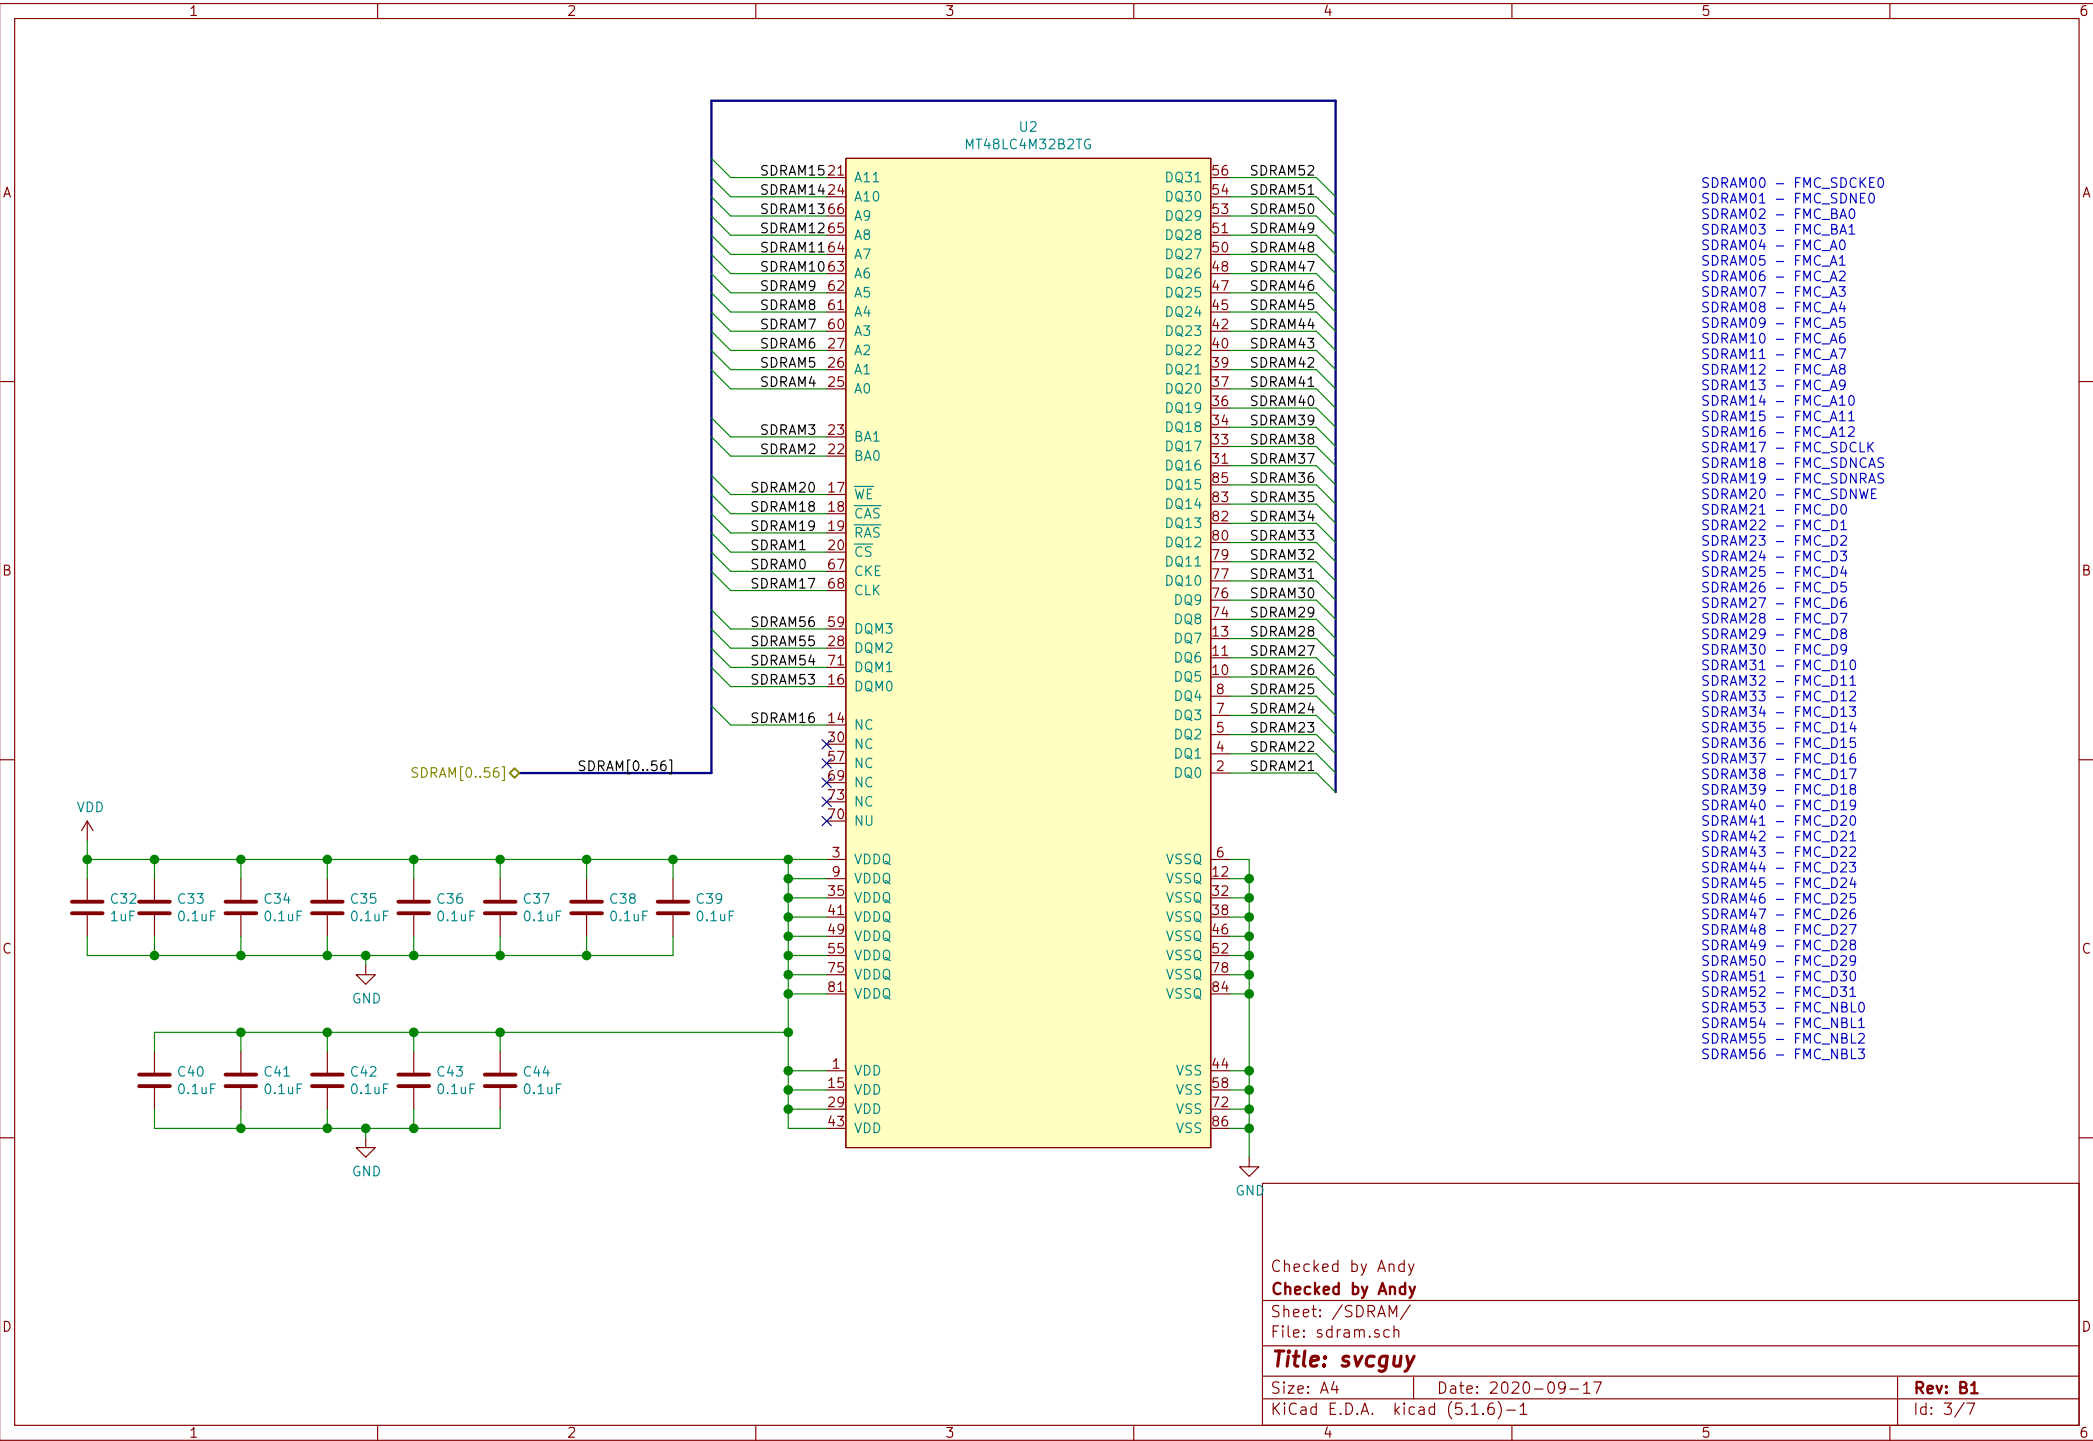 1 2 3 4 5 6
U2
MT48LC4M32B2TG
SDRAM15 21 A11 DQ31 56 SDRAM52
SDRAM14 24 A10 DQ30 54 SDRAM51
SDRAM13 66 A9 DQ29 53 SDRAM50
SDRAM12 65 A8 DQ28 51 SDRAM49
SDRAM11 64 A7 DQ27 50 SDRAM48
SDRAM10 63 A6 DQ26 48 SDRAM47
SDRAM9 62 A5 DQ25 47 SDRAM46
SDRAM8 61 A4 DQ24 45 SDRAM45
SDRAM7 60 A3 DQ23 42 SDRAM44
SDRAM6 27 A2 DQ22 40 SDRAM43
SDRAM5 26 A1 DQ21 39 SDRAM42
SDRAM4 25 A0 DQ20 37 SDRAM41
DQ19 36 SDRAM40
DQ18 34 SDRAM39
SDRAM3 23 BA1 DQ17 33 SDRAM38
SDRAM2 22 BA0 DQ16 31 SDRAM37
DQ15 85 SDRAM36
SDRAM20 17 WE DQ14 83 SDRAM35
SDRAM18 18 CAS DQ13 82 SDRAM34
SDRAM19 19 RAS DQ12 80 SDRAM33
SDRAM1 20 CS DQ11 79 SDRAM32
SDRAM0 67 CKE DQ10 77 SDRAM31
SDRAM17 68 CLK DQ9 76 SDRAM30
DQ8 74 SDRAM29
SDRAM56 59 DQM3 DQ7 13 SDRAM28
SDRAM55 28 DQM2 DQ6 11 SDRAM27
SDRAM54 71 DQM1 DQ5 10 SDRAM26
SDRAM53 16 DQM0 DQ4 8 SDRAM25
DQ3 7 SDRAM24
SDRAM16 14 NC DQ2 5 SDRAM23
30 NC DQ1 4 SDRAM22
57 NC DQ0 2 SDRAM21
69 NC
73 NC
70 NU
SDRAM[0..56] SDRAM[0..56]
VDD
3 VDDQ VSSQ 6
9 VDDQ VSSQ 12
35 VDDQ VSSQ 32
41 VDDQ VSSQ 38
49 VDDQ VSSQ 46
55 VDDQ VSSQ 52
75 VDDQ VSSQ 78
81 VDDQ VSSQ 84
C32 C33 C34 C35 C36 C37 C38 C39
1uF 0.1uF 0.1uF 0.1uF 0.1uF 0.1uF 0.1uF 0.1uF
GND
1 VDD VSS 44
15 VDD VSS 58
29 VDD VSS 72
43 VDD VSS 86
C40 C41 C42 C43 C44
0.1uF 0.1uF 0.1uF 0.1uF 0.1uF
GND
GND
SDRAM00 - FMC_SDCKE0
SDRAM01 - FMC_SDNE0
SDRAM02 - FMC_BA0
SDRAM03 - FMC_BA1
SDRAM04 - FMC_A0
SDRAM05 - FMC_A1
SDRAM06 - FMC_A2
SDRAM07 - FMC_A3
SDRAM08 - FMC_A4
SDRAM09 - FMC_A5
SDRAM10 - FMC_A6
SDRAM11 - FMC_A7
SDRAM12 - FMC_A8
SDRAM13 - FMC_A9
SDRAM14 - FMC_A10
SDRAM15 - FMC_A11
SDRAM16 - FMC_A12
SDRAM17 - FMC_SDCLK
SDRAM18 - FMC_SDNCAS
SDRAM19 - FMC_SDNRAS
SDRAM20 - FMC_SDNWE
SDRAM21 - FMC_D0
SDRAM22 - FMC_D1
SDRAM23 - FMC_D2
SDRAM24 - FMC_D3
SDRAM25 - FMC_D4
SDRAM26 - FMC_D5
SDRAM27 - FMC_D6
SDRAM28 - FMC_D7
SDRAM29 - FMC_D8
SDRAM30 - FMC_D9
SDRAM31 - FMC_D10
SDRAM32 - FMC_D11
SDRAM33 - FMC_D12
SDRAM34 - FMC_D13
SDRAM35 - FMC_D14
SDRAM36 - FMC_D15
SDRAM37 - FMC_D16
SDRAM38 - FMC_D17
SDRAM39 - FMC_D18
SDRAM40 - FMC_D19
SDRAM41 - FMC_D20
SDRAM42 - FMC_D21
SDRAM43 - FMC_D22
SDRAM44 - FMC_D23
SDRAM45 - FMC_D24
SDRAM46 - FMC_D25
SDRAM47 - FMC_D26
SDRAM48 - FMC_D27
SDRAM49 - FMC_D28
SDRAM50 - FMC_D29
SDRAM51 - FMC_D30
SDRAM52 - FMC_D31
SDRAM53 - FMC_NBL0
SDRAM54 - FMC_NBL1
SDRAM55 - FMC_NBL2
SDRAM56 - FMC_NBL3
A A
B B
C C
D D
Checked by Andy
Checked by Andy
Sheet: /SDRAM/
File: sdram.sch
Title: svcguy
Size: A4 Date: 2020-09-17 Rev: B1
KiCad E.D.A. kicad (5.1.6)-1 Id: 3/7
1 2 3 4 5 6